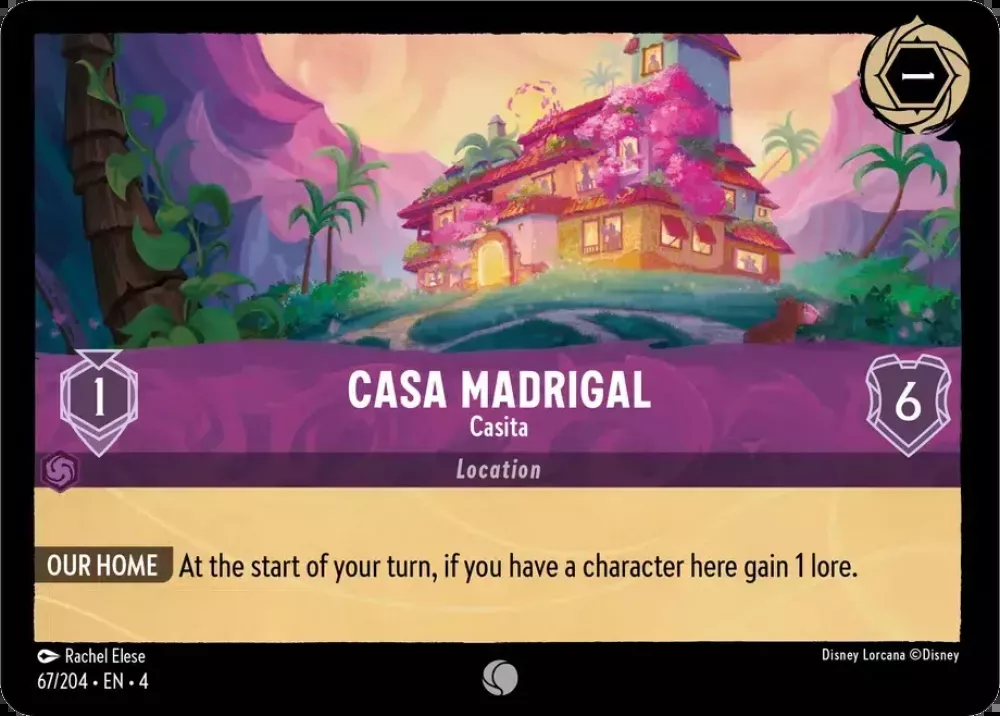 1
1
CASA MADRIGAL
6
Casita
Location
OUR HOME At the start of your turn, if you have a character here gain 1 lore.
Rachel Elese
Disney Lorcana ©Disney
67/204 • EN • 4